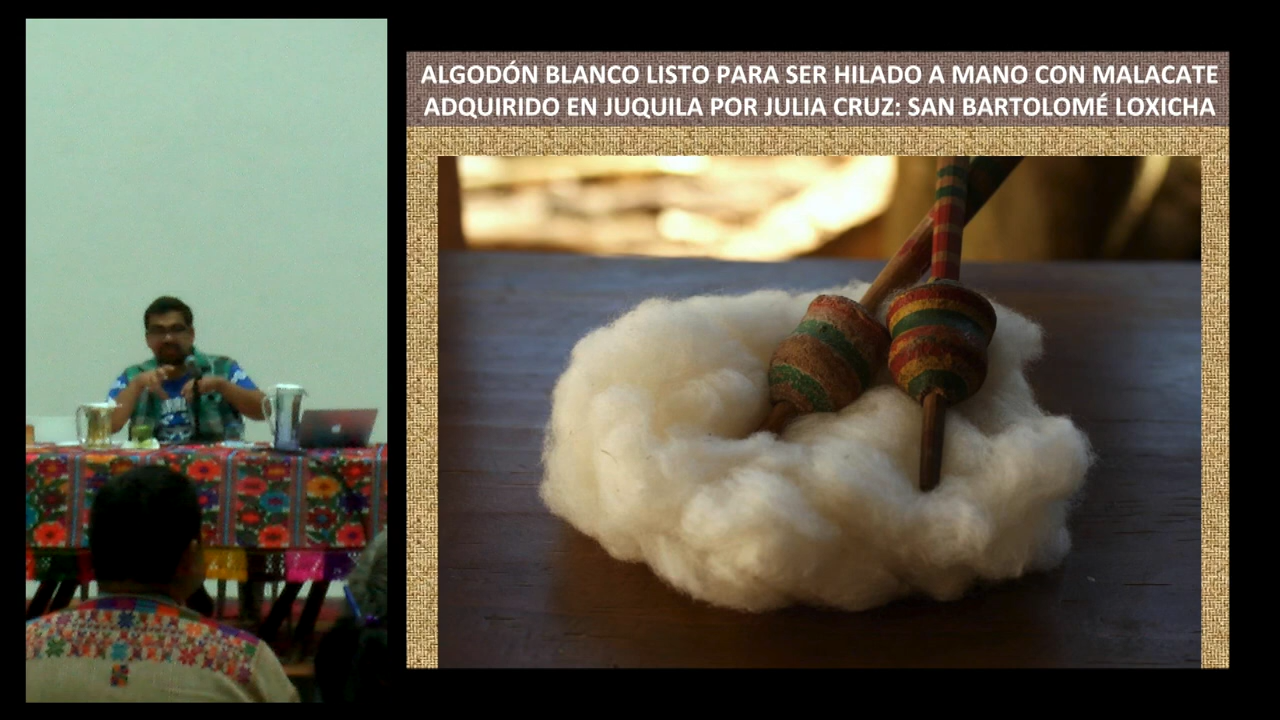 ALGODÓN BLANCO LISTO PARA SER HILADO A MANO CON MALACATE
ADQUIRIDO EN JUQUILA POR JULIA CRUZ: SAN BARTOLOMÉ LOXICHA